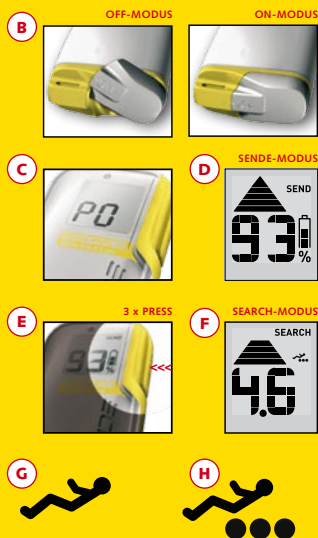 OFF-MODUS
ON-MODUS
B
C
P0
D
SENDE-MODUS
SEND
93
%
E
3 x PRESS
93
<<<
F
SEARCH-MODUS
SEARCH
4.6
G
H